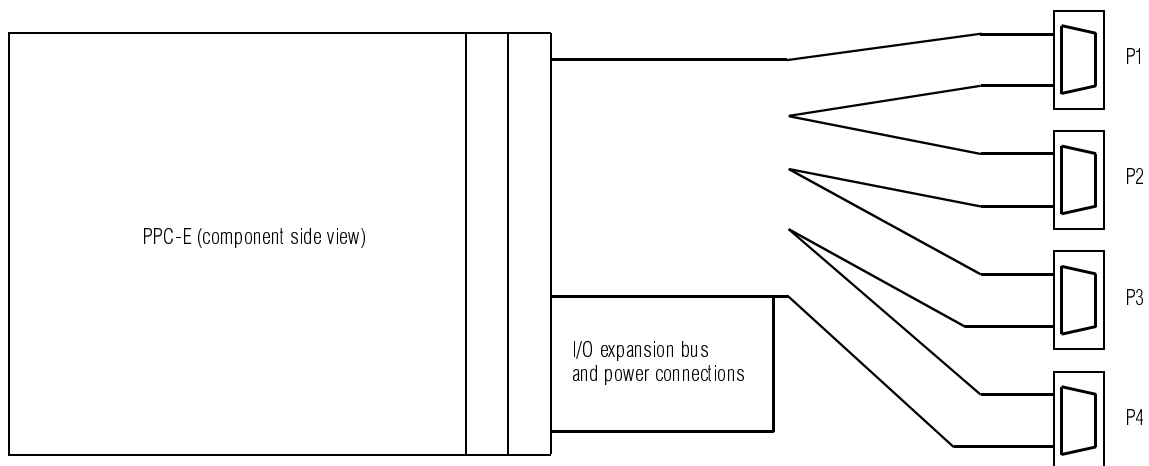 P1
P2
PPC-E (component side view)
P3
I/O expansion bus
and power connections
P4